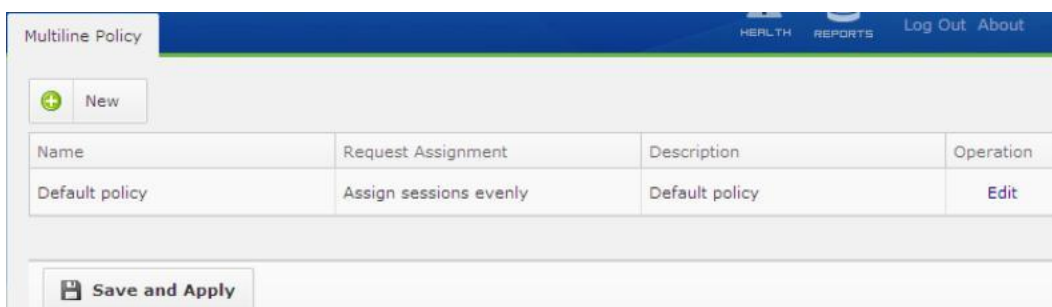 Multiline Policy
HEALTH REPORTS Log Out About
New
Name Request Assignment Description Operation
Default policy Assign sessions evenly Default policy Edit
Save and Apply